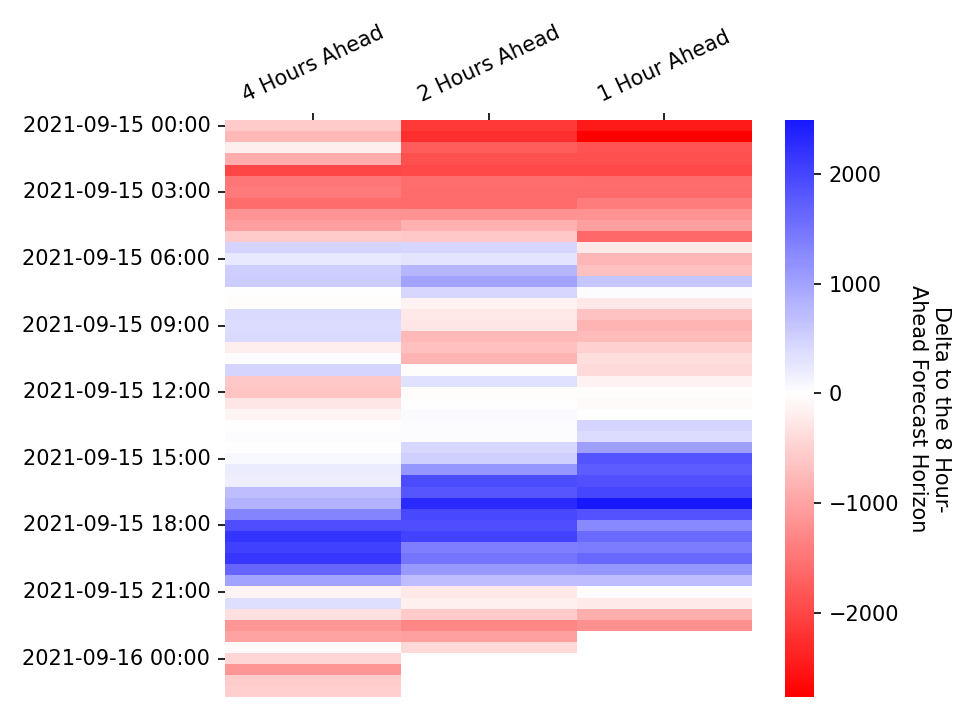 4 Hours Ahead
2 Hours Ahead
1 Hour Ahead
2021-09-15 00:00
2021-09-15 03:00
2021-09-15 06:00
2021-09-15 09:00
2021-09-15 12:00
2021-09-15 15:00
2021-09-15 18:00
2021-09-15 21:00
2021-09-16 00:00
2000
1000
0
−1000
−2000
Delta to the 8 Hour-
Ahead Forecast Horizon